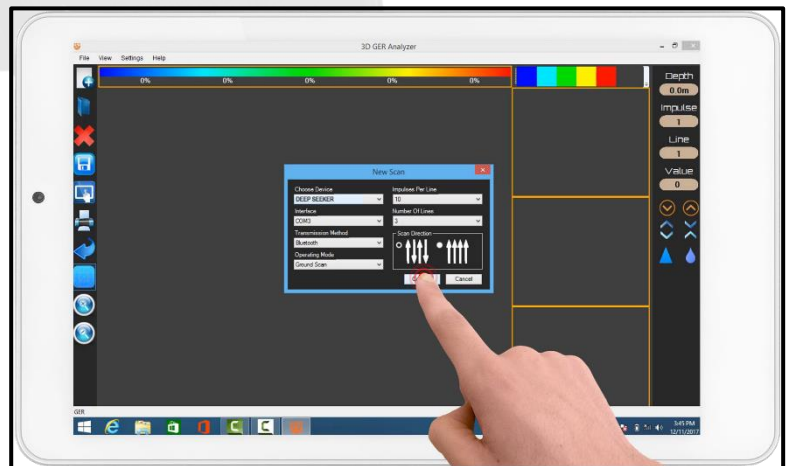 3D GER Analyzer
File View Settings Help
0% 0% 0% 0% 0%
Depth
0.0m
Impulse
1
Line
1
Value
0
New Scan
Choose Device
DEEP SEEKER
Interface
COM3
Transmission Method
Bluetooth
Operating Mode
Ground Scan
Impulses Per Line
10
Number Of Lines
3
Scan Direction
Cancel
GER
3:45 PM
12/11/2017